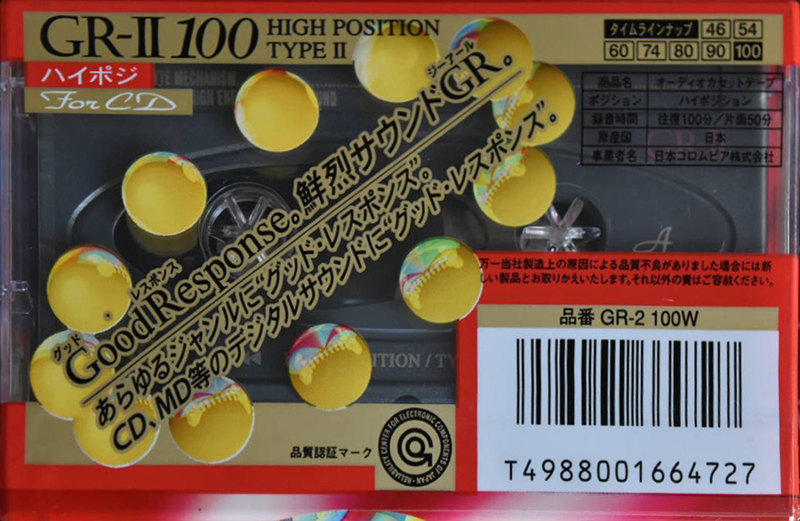 GR-II 100 HIGH POSITION
TYPE II
タイムラインナップ 46 54
60 74 80 90 100
ハイポジ
For CD
商品名 オーディオカセットテープ
ポジション ハイポジション
録音時間 往復100分/片面50分
原産国 日本
事業者名 日本コロムビア株式会社
グッド レスポンス ジーアール
GoodResponse。鮮烈サウンドGR。
あらゆるジャンルに“グッド・レスポンス”。
CD、MD等のデジタルサウンドに“グッド・レスポンス”。
万一当社製造上の原因による品質不良がありました場合には新
しい製品とお取りかえいたします。それ以外の責はご容赦ください。
品番 GR-2 100W
T4988001664727
品質認証マーク
RELIABILITY CENTER FOR ELECTRONIC COMPONENTS OF JAPAN